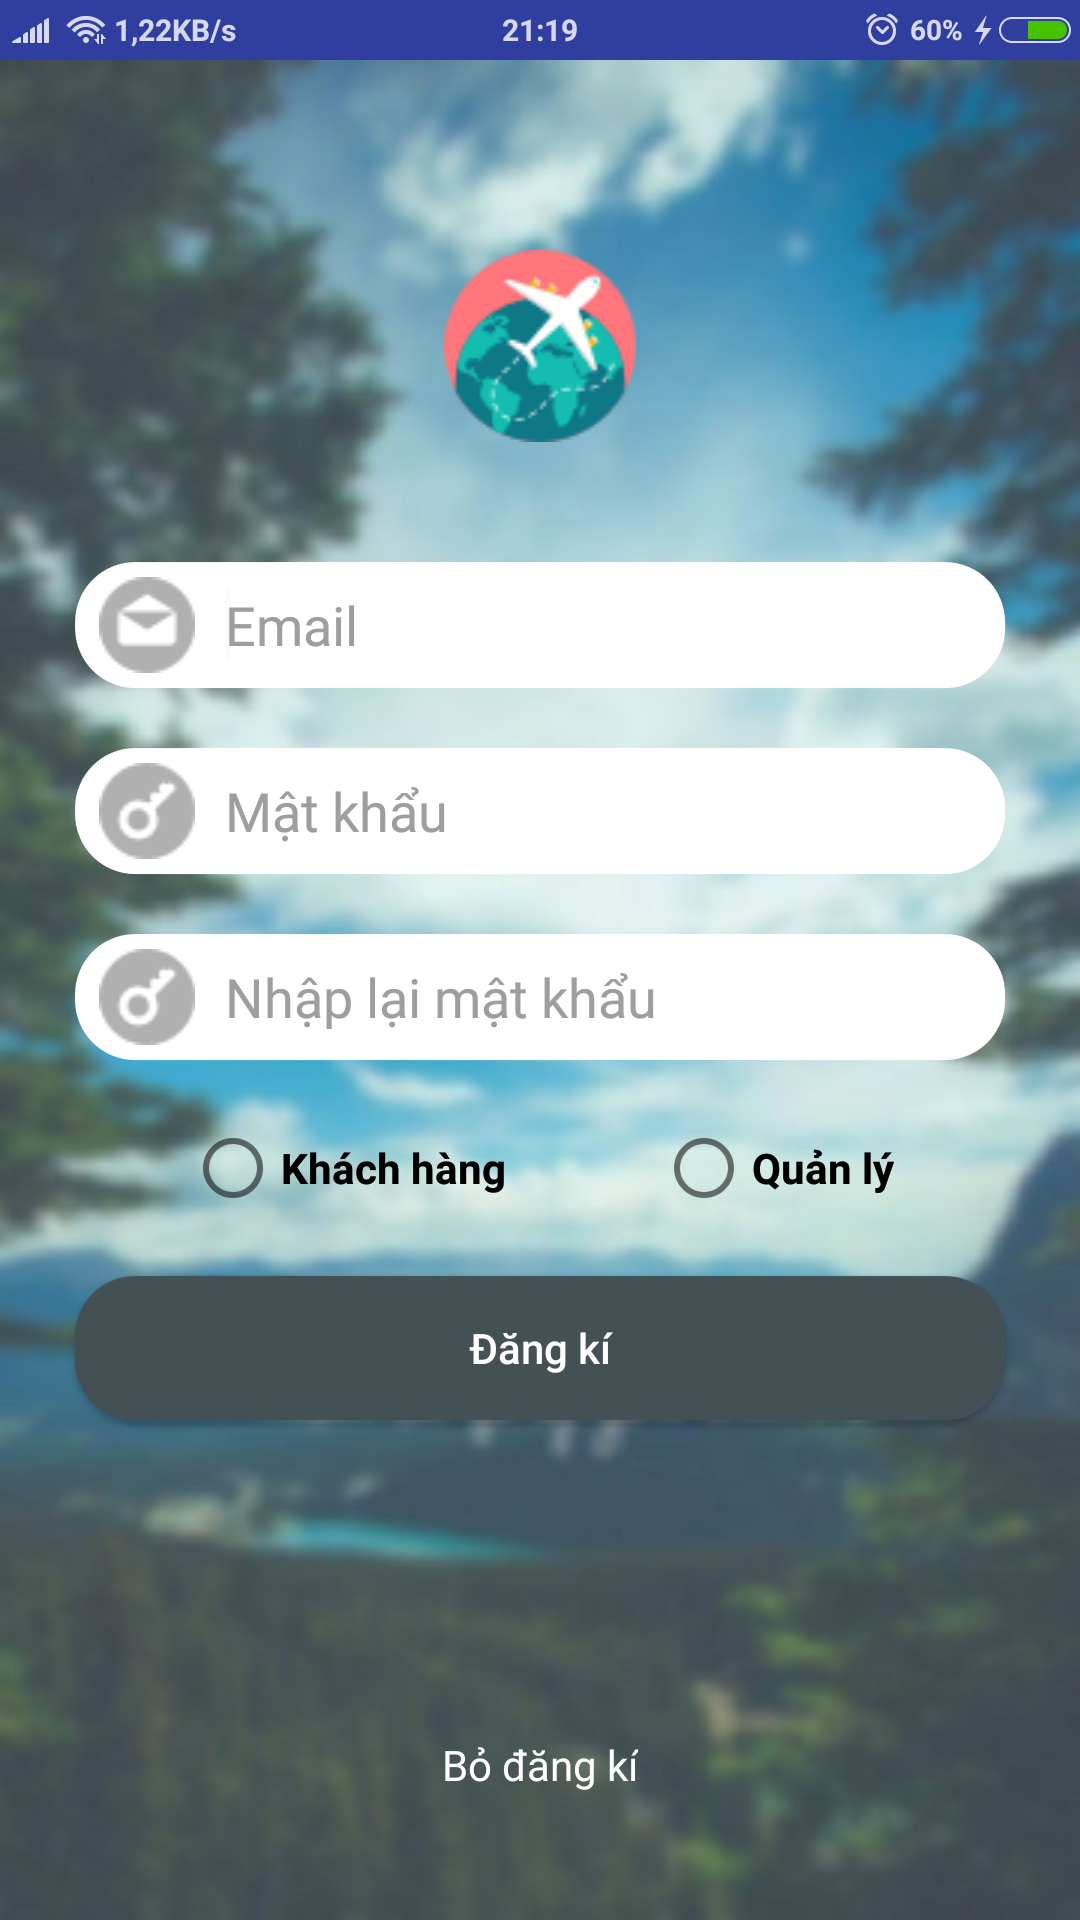 1,22KB/s 21:19 60%
Email
Mật khẩu
Nhập lại mật khẩu
Khách hàng Quản lý
Đăng kí
Bỏ đăng kí